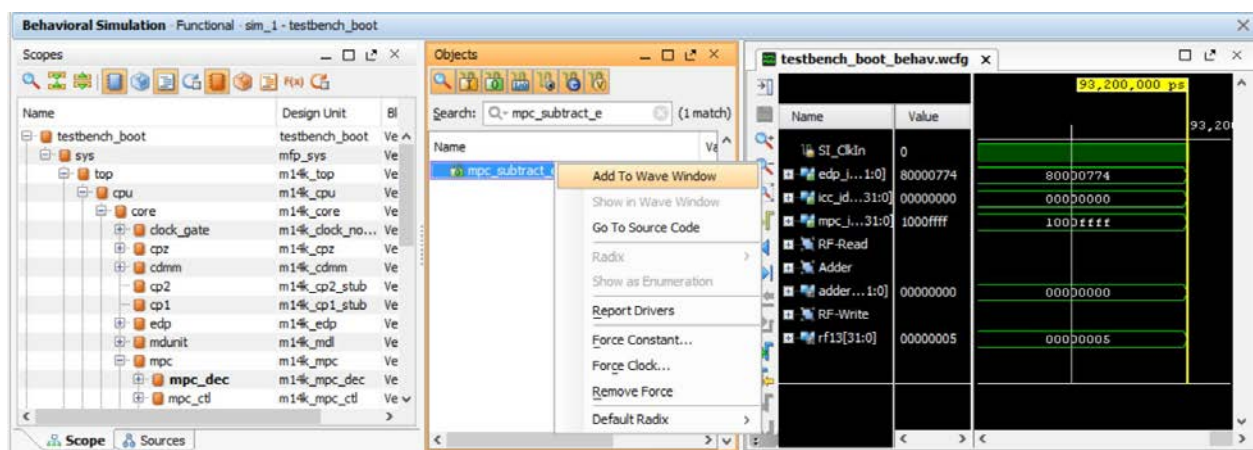 Behavioral Simulation - Functional - sim_1 - testbench_boot
Scopes
Name Design Unit Bl
testbench_boot testbench_boot Ve
sys mfp_sys Ve
top m14k_top Ve
cpu m14k_cpu Ve
core m14k_core Ve
clock_gate m14k_clock_no... Ve
cpz m14k_cpz Ve
cdmm m14k_cdmm Ve
cp2 m14k_cp2_stub Ve
cp1 m14k_cp1_stub Ve
edp m14k_edp Ve
mdunit m14k_mdl Ve
mpc m14k_mpc Ve
mpc_dec m14k_mpc_dec Ve
mpc_ctl m14k_mpc_ctl Ve
Scope Sources
Objects
Search: mpc_subtract_e (1 match)
Name Va
mpc_subtract_e
Add To Wave Window
Show in Wave Window
Go To Source Code
Radix
Show as Enumeration
Report Drivers
Force Constant...
Force Clock...
Remove Force
Default Radix
testbench_boot_behav.wcfg
93,200,000 ps
Name Value
93,20
SI_ClkIn 0
edp_i...1:0] 80000774 80000774
icc_id...31:0] 00000000 00000000
mpc_i...31:0] 1000ffff 1000ffff
RF-Read
Adder
adder...1:0] 00000000 00000000
RF-Write
rf13[31:0] 00000005 00000005